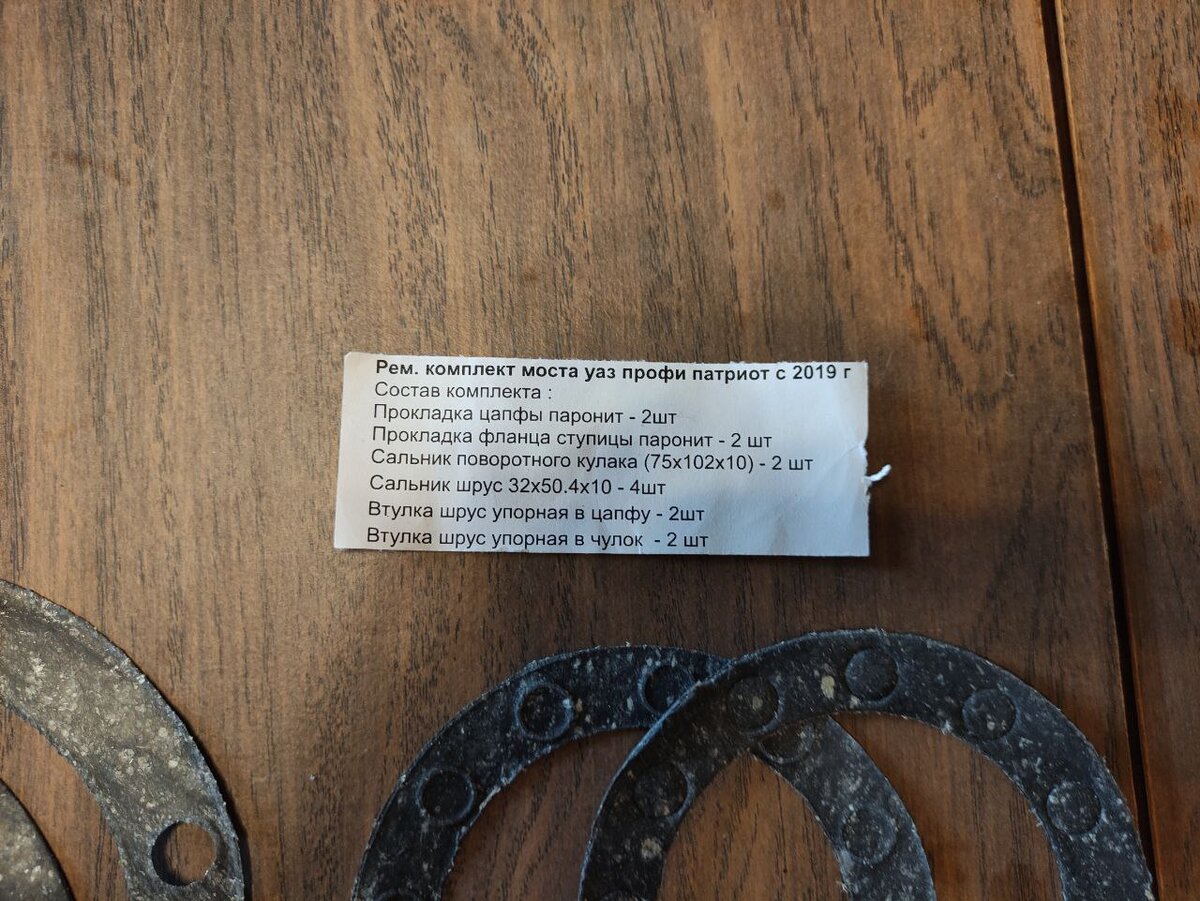 Рем. комплект моста уаз профи патриот с 2019 г
Состав комплекта :
Прокладка цапфы паронит - 2шт
Прокладка фланца ступицы паронит - 2 шт
Сальник поворотного кулака (75х102х10) - 2 шт
Сальник шрус 32х50.4х10 - 4шт
Втулка шрус упорная в цапфу - 2шт
Втулка шрус упорная в чулок - 2 шт